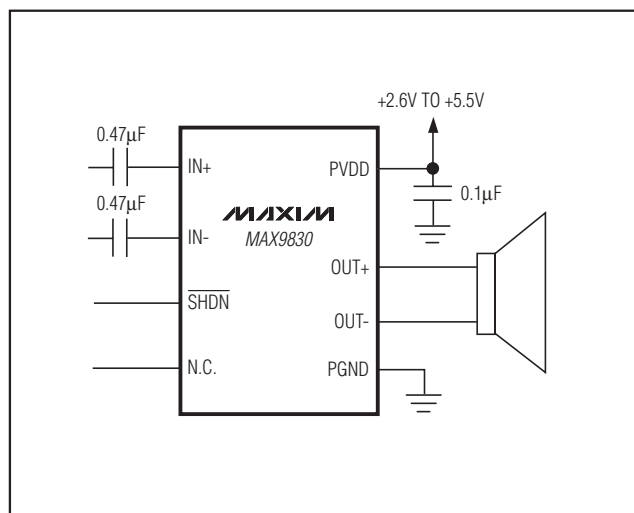 +2.6V TO +5.5V
0.47µF
IN+
PVDD
0.1µF
0.47µF
MAXIM
MAX9830
IN-
OUT+
SHDN
OUT-
N.C.
PGND